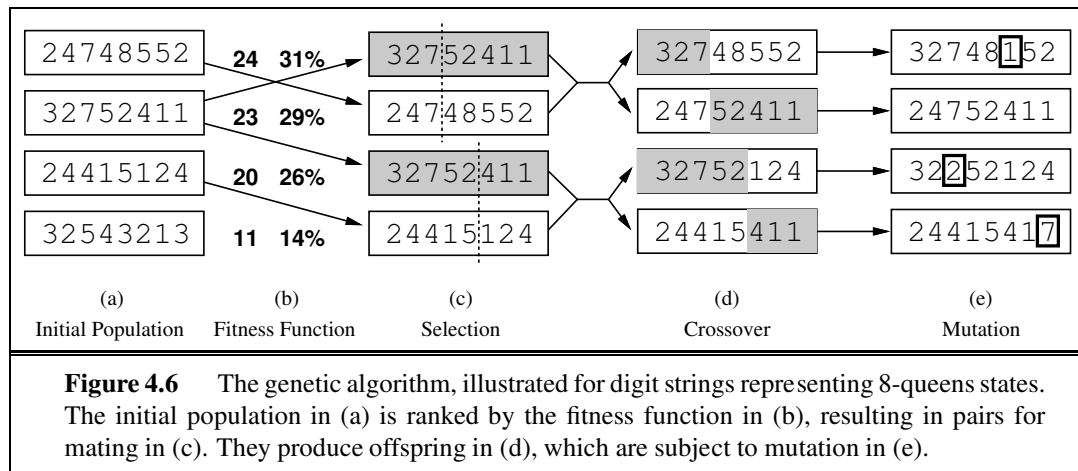 24748552 24 31% 32752411 32748552 32748152
32752411 23 29% 24748552 24752411 24752411
24415124 20 26% 32752411 32752124 32252124
32543213 11 14% 24415124 24415411 24415417
(a) (b) (c) (d) (e)
Initial Population Fitness Function Selection Crossover Mutation
Figure 4.6 The genetic algorithm, illustrated for digit strings representing 8-queens states.
The initial population in (a) is ranked by the fitness function in (b), resulting in pairs for
mating in (c). They produce offspring in (d), which are subject to mutation in (e).